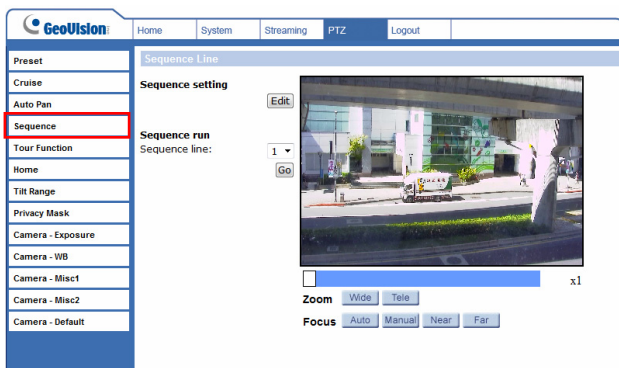 GeoVision
Home System Streaming PTZ Logout
Preset
Cruise
Auto Pan
Sequence
Tour Function
Home
Tilt Range
Privacy Mask
Camera - Exposure
Camera - WB
Camera - Misc1
Camera - Misc2
Camera - Default
Sequence Line
Sequence setting
Edit
Sequence run
Sequence line: 1
Go
x1
Zoom Wide Tele
Focus Auto Manual Near Far